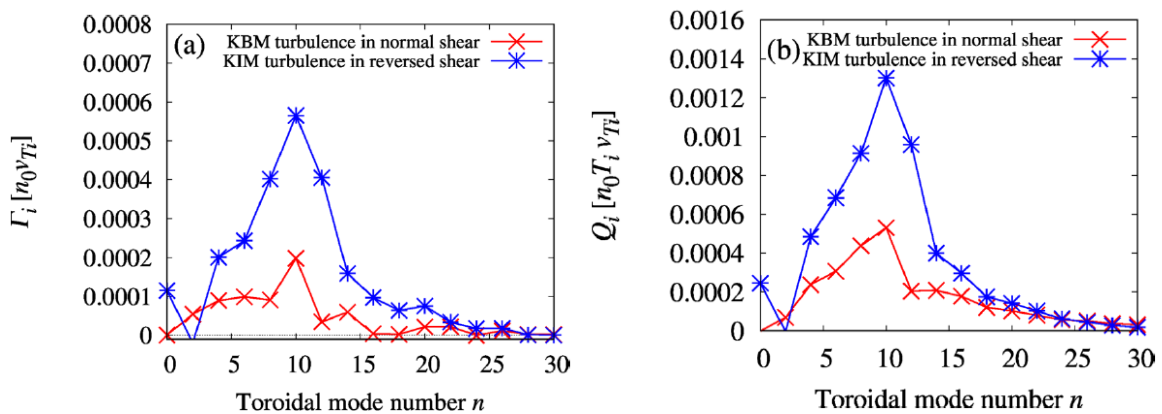 (a)
KBM turbulence in normal shear
KIM turbulence in reversed shear
Γi [n0vTi]
0.0008
0.0007
0.0006
0.0005
0.0004
0.0003
0.0002
0.0001
0
0 5 10 15 20 25 30
Toroidal mode number n
(b)
KBM turbulence in normal shear
KIM turbulence in reversed shear
Qi [n0Ti vTi]
0.0016
0.0014
0.0012
0.001
0.0008
0.0006
0.0004
0.0002
0
0 5 10 15 20 25 30
Toroidal mode number n